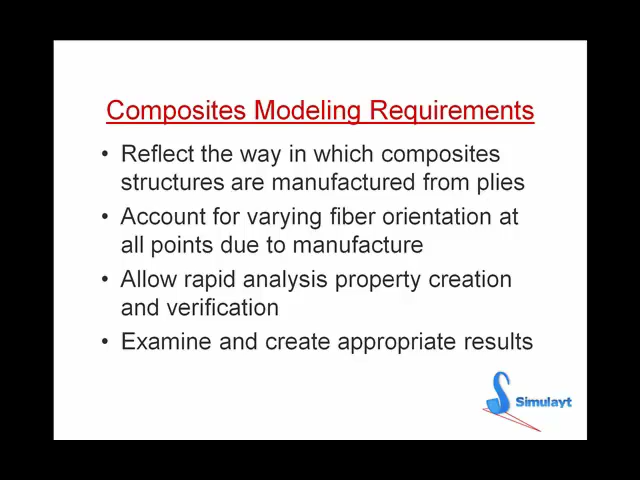 Composites Modeling Requirements
• Reflect the way in which composites
structures are manufactured from plies
• Account for varying fiber orientation at
all points due to manufacture
• Allow rapid analysis property creation
and verification
• Examine and create appropriate results
Simulayt